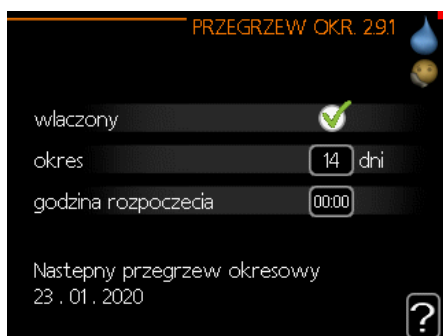 PRZEGRZEW OKR. 2.9.1
wlaczony
okres 14 dni
godzina rozpoczecia 00:00
Nastepny przegrzew okresowy
23 . 01 . 2020
?